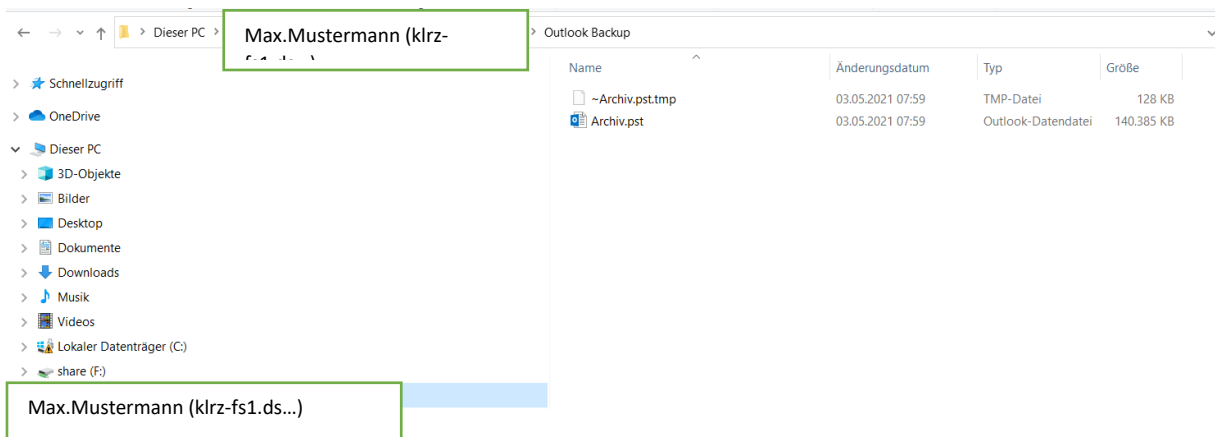 Dieser PC
Max.Mustermann (klrz-
fs1.ds...)
Outlook Backup
Schnellzugriff
OneDrive
Dieser PC
3D-Objekte
Bilder
Desktop
Dokumente
Downloads
Musik
Videos
Lokaler Datenträger (C:)
share (F:)
Max.Mustermann (klrz-fs1.ds...)
Name Änderungsdatum Typ Größe
~Archiv.pst.tmp 03.05.2021 07:59 TMP-Datei 128 KB
Archiv.pst 03.05.2021 07:59 Outlook-Datendatei 140.385 KB